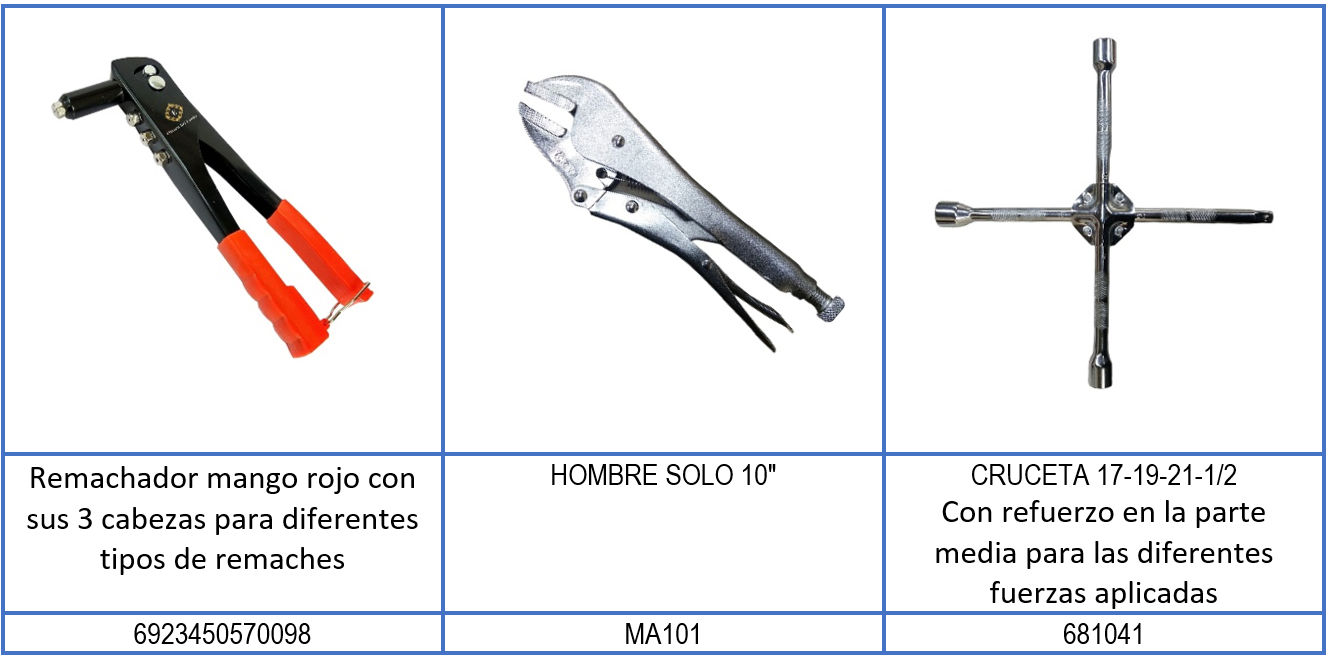 Remachador mango rojo con
sus 3 cabezas para diferentes
tipos de remaches
HOMBRE SOLO 10"
CRUCETA 17-19-21-1/2
Con refuerzo en la parte
media para las diferentes
fuerzas aplicadas
6923450570098
MA101
681041